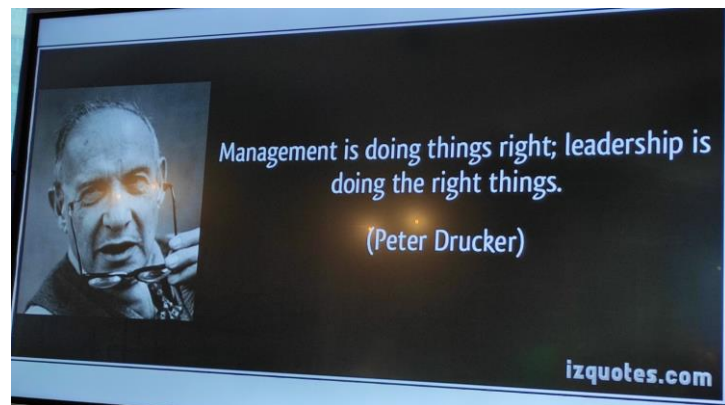 Management is doing things right; leadership is
doing the right things.
(Peter Drucker)
izquotes.com